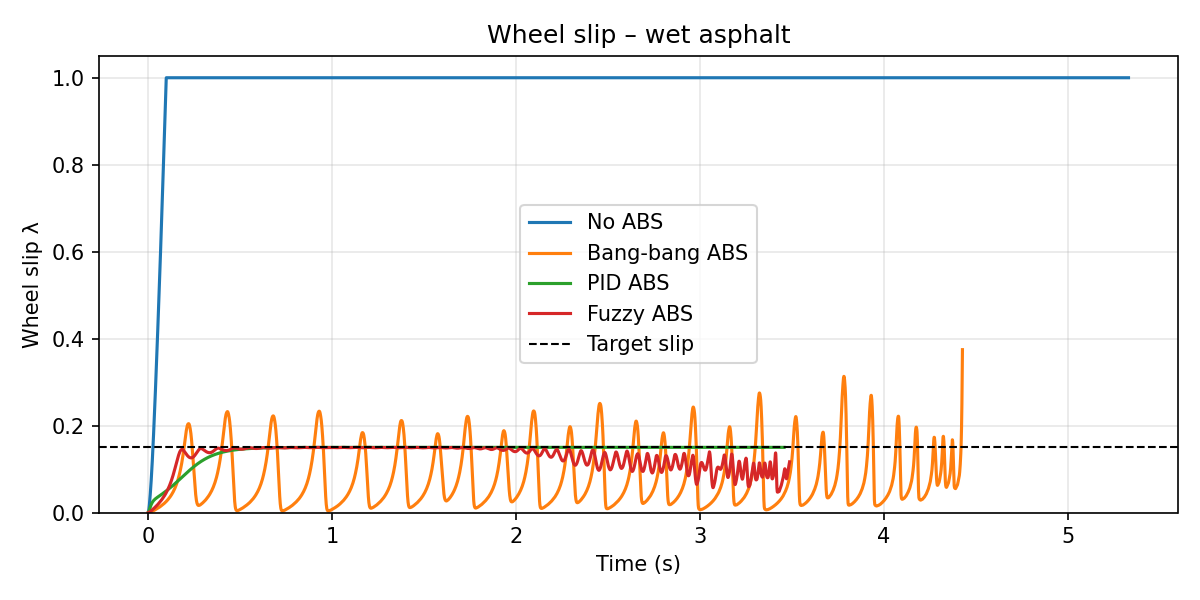 Wheel slip – wet asphalt
Wheel slip λ
1.0
0.8
0.6
0.4
0.2
0.0
No ABS
Bang-bang ABS
PID ABS
Fuzzy ABS
Target slip
0
1
2
3
4
5
Time (s)